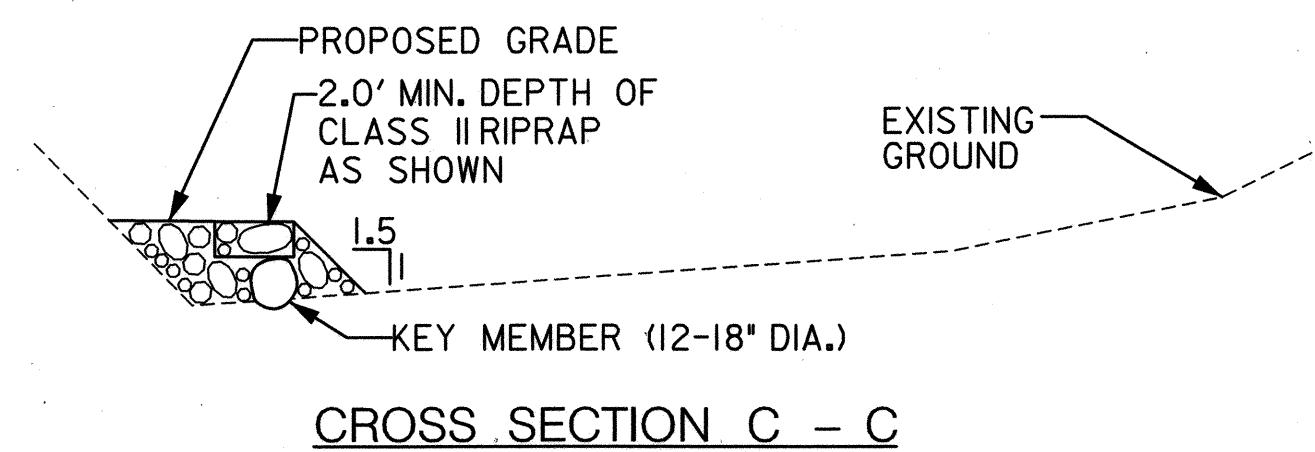 PROPOSED GRADE
2.0' MIN. DEPTH OF
CLASS II RIPRAP
AS SHOWN
EXISTING
GROUND
1.5
1
KEY MEMBER (12-18" DIA.)
CROSS SECTION C - C